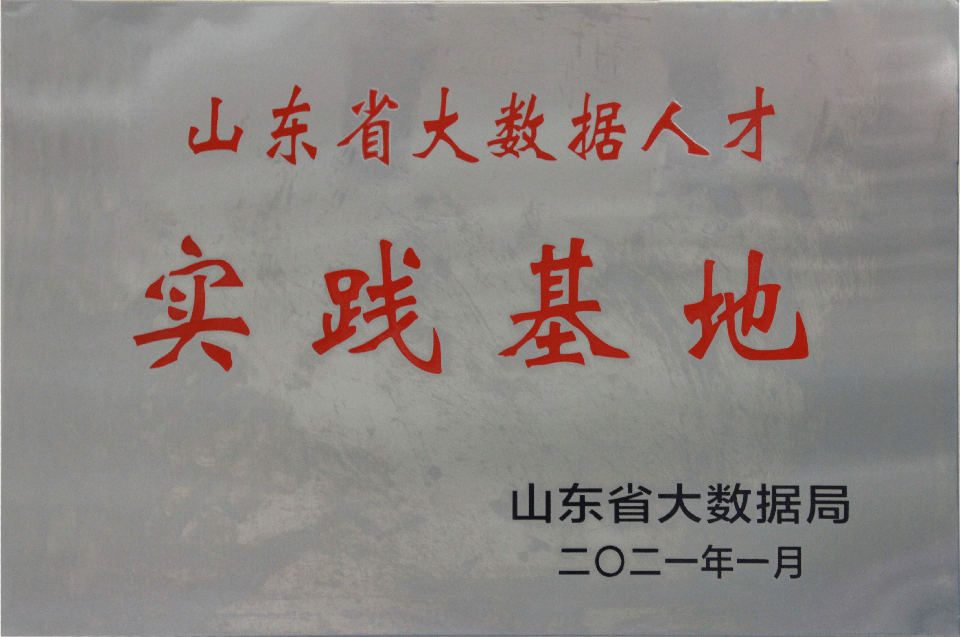 山东省大数据人才
实践基地
山东省大数据局
二〇二一年一月